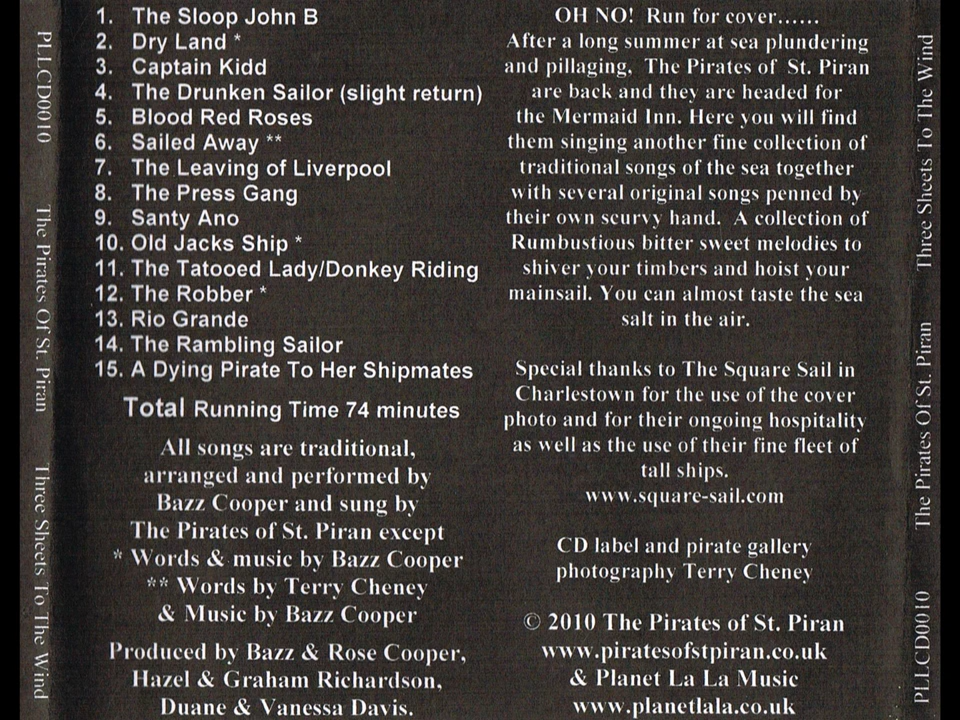 PLLCD0010 The Pirates Of St. Piran Three Sheets To The Wind
1. The Sloop John B
2. Dry Land *
3. Captain Kidd
4. The Drunken Sailor (slight return)
5. Blood Red Roses
6. Sailed Away **
7. The Leaving of Liverpool
8. The Press Gang
9. Santy Ano
10. Old Jacks Ship *
11. The Tatooed Lady/Donkey Riding
12. The Robber *
13. Rio Grande
14. The Rambling Sailor
15. A Dying Pirate To Her Shipmates
Total Running Time 74 minutes
All songs are traditional,
arranged and performed by
Bazz Cooper and sung by
The Pirates of St. Piran except
* Words & music by Bazz Cooper
** Words by Terry Cheney
& Music by Bazz Cooper
Produced by Bazz & Rose Cooper,
Hazel & Graham Richardson,
Duane & Vanessa Davis.
OH NO! Run for cover......
After a long summer at sea plundering
and pillaging, The Pirates of St. Piran
are back and they are headed for
the Mermaid Inn. Here you will find
them singing another fine collection of
traditional songs of the sea together
with several original songs penned by
their own scurvy hand. A collection of
Rumbustious bitter sweet melodies to
shiver your timbers and hoist your
mainsail. You can almost taste the sea
salt in the air.
Special thanks to The Square Sail in
Charlestown for the use of the cover
photo and for their ongoing hospitality
as well as the use of their fine fleet of
tall ships.
www.square-sail.com
CD label and pirate gallery
photography Terry Cheney
© 2010 The Pirates of St. Piran
www.piratesofstpiran.co.uk
& Planet La La Music
www.planetlala.co.uk
PLLCD0010 The Pirates Of St. Piran Three Sheets To The Wind